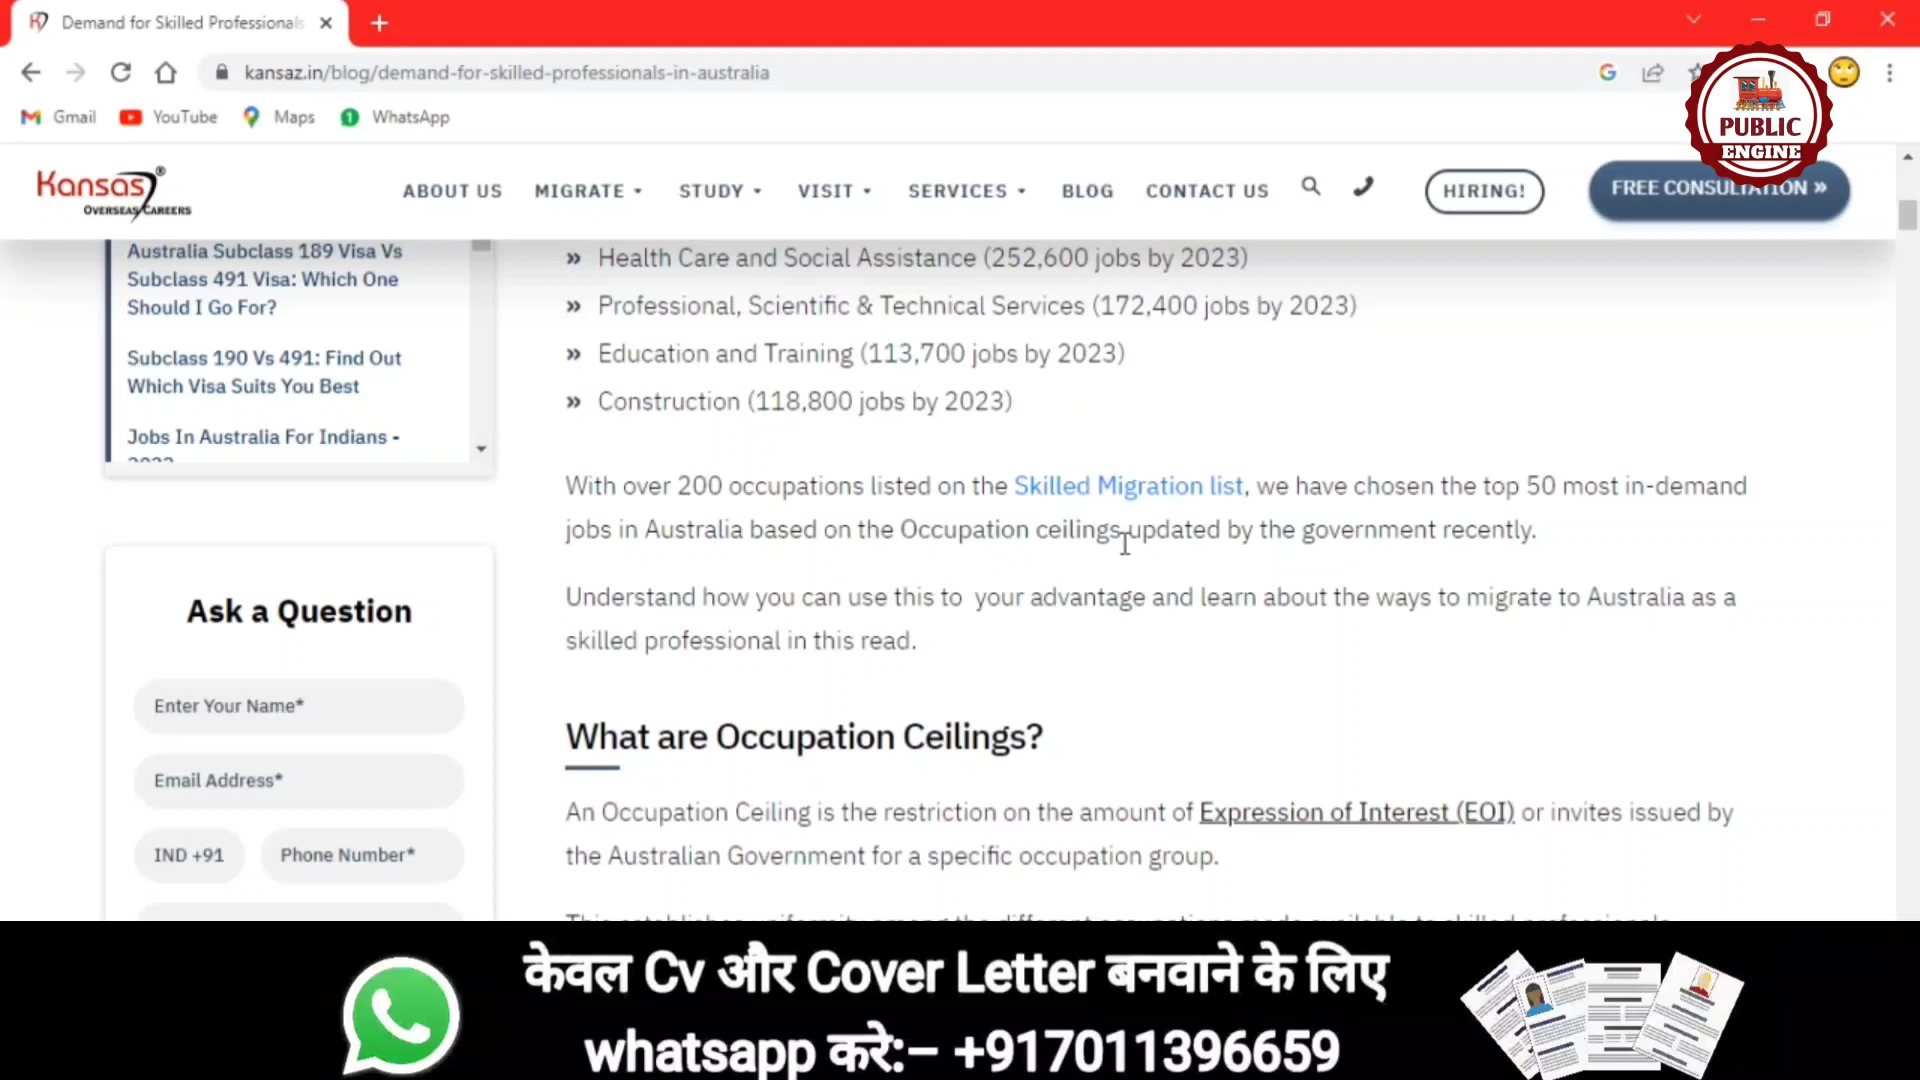 Demand for Skilled Professionals
kansaz.in/blog/demand-for-skilled-professionals-in-australia
Gmail
YouTube
Maps
WhatsApp
PUBLIC
ENGINE
Kansas
OVERSEAS CAREERS
ABOUT US
MIGRATE
STUDY
VISIT
SERVICES
BLOG
CONTACT US
HIRING!
FREE CONSULTATION »
Australia Subclass 189 Visa Vs
Subclass 491 Visa: Which One
Should I Go For?
Subclass 190 Vs 491: Find Out
Which Visa Suits You Best
Jobs In Australia For Indians -
» Health Care and Social Assistance (252,600 jobs by 2023)
» Professional, Scientific & Technical Services (172,400 jobs by 2023)
» Education and Training (113,700 jobs by 2023)
» Construction (118,800 jobs by 2023)
With over 200 occupations listed on the Skilled Migration list, we have chosen the top 50 most in-demand
jobs in Australia based on the Occupation ceilings updated by the government recently.
Understand how you can use this to your advantage and learn about the ways to migrate to Australia as a
skilled professional in this read.
What are Occupation Ceilings?
An Occupation Ceiling is the restriction on the amount of Expression of Interest (EOI) or invites issued by
the Australian Government for a specific occupation group.
Ask a Question
Enter Your Name*
Email Address*
IND +91
Phone Number*
केवल Cv और Cover Letter बनवाने के लिए
whatsapp करे:– +917011396659